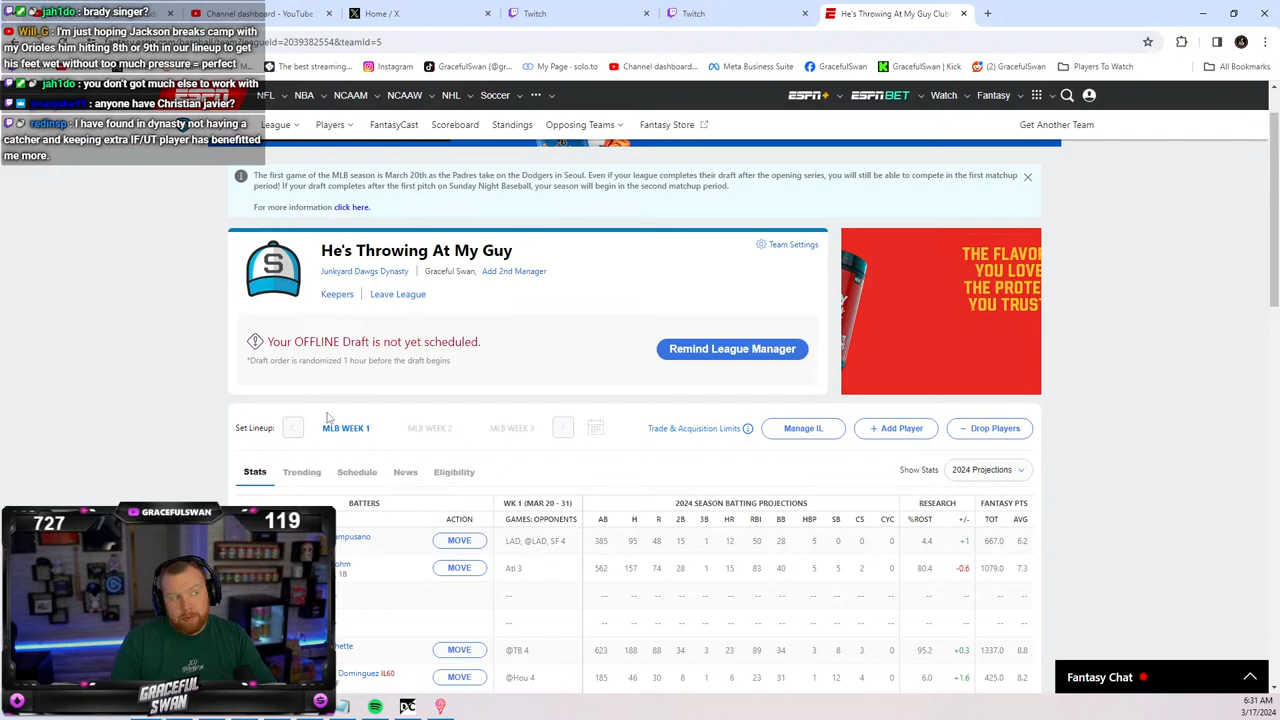 jah1do: brady singer?
Will_G: I'm just hoping Jackson breaks camp with
my Orioles him hitting 8th or 9th in our lineup to get
his feet wet without too much pressure = perfect
jah1do: you don't got much else to work with
: anyone have Christian javier?
redinsp: I have found in dynasty not having a
catcher and keeping extra IF/UT player has benefitted
me more.
Channel dashboard - YouTube
Home / X
Twitch
Twitch
He's Throwing At My Guy Club
leagueId=2039382554&teamId=5
The best streaming...
Instagram
GracefulSwan (@gr...
My Page - solo.to
Channel dashboard...
Meta Business Suite
GracefulSwan
GracefulSwan | Kick
(2) GracefulSwan
Players To Watch
All Bookmarks
ESPN
NFL
NBA
NCAAM
NCAAW
NHL
Soccer
ESPN+
ESPN BET
Watch
Fantasy
League
Players
FantasyCast
Scoreboard
Standings
Opposing Teams
Fantasy Store
Get Another Team
The first game of the MLB season is March 20th as the Padres take on the Dodgers in Seoul. Even if your league completes their draft after the opening series, you will still be able to compete in the first matchup
period! If your draft completes after the first pitch on Sunday Night Baseball, your season will begin in the second matchup period.
For more information click here.
S
He's Throwing At My Guy
Team Settings
Junkyard Dawgs Dynasty
Graceful Swan, Add 2nd Manager
Keepers
Leave League
Your OFFLINE Draft is not yet scheduled.
*Draft order is randomized 1 hour before the draft begins
Remind League Manager
THE FLAVO
YOU LOVE
THE PROTE
YOU TRUST
Set Lineup:
MLB WEEK 1
MLB WEEK 2
MLB WEEK 3
Trade & Acquisition Limits
Manage IL
+ Add Player
− Drop Players
Stats
Trending
Schedule
News
Eligibility
Show Stats
2024 Projections
BATTERS
WK 1 (MAR 20 - 31)
2024 SEASON BATTING PROJECTIONS
RESEARCH
FANTASY PTS
ACTION
GAMES: OPPONENTS
AB H R 2B 3B HR RBI BB HBP SB CS CYC
%ROST +/-
TOT AVG
ampusano MOVE LAD, @LAD, SF 4 385 95 48 15 1 12 50 28 5 0 0 0 4.4 +1 667.0 6.2
ohm MOVE Atl 3 562 157 74 28 1 15 83 40 5 5 2 0 80.4 -0.6 1079.0 7.3
1B
-- -- -- -- -- -- -- -- -- -- -- -- -- -- -- -- --
-- -- -- -- -- -- -- -- -- -- -- -- -- -- -- -- --
hette MOVE @TB 4 623 188 88 34 3 23 89 34 3 8 3 0 95.2 +0.3 1337.0 8.8
Dominguez IL60 MOVE @Hou 4 185 46 30 8 1 6 23 31 1 12 4 0 6.0 +1.6 425.0 8.2
727
GRACEFULSWAN
119
GRACEFUL
SWAN
Fantasy Chat
6:31 AM
3/17/2024